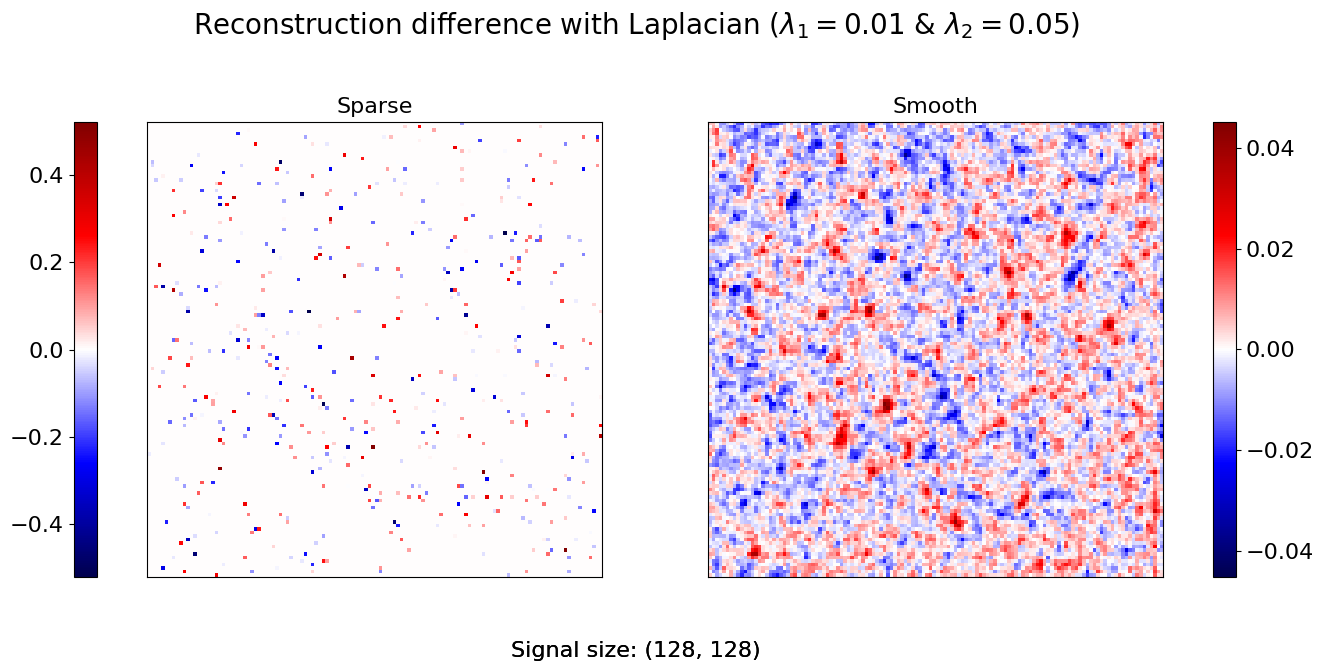 Reconstruction difference with Laplacian (λ₁ = 0.01 & λ₂ = 0.05)
Sparse
Smooth
0.4
0.2
0.0
−0.2
−0.4
0.04
0.02
0.00
−0.02
−0.04
Signal size: (128, 128)